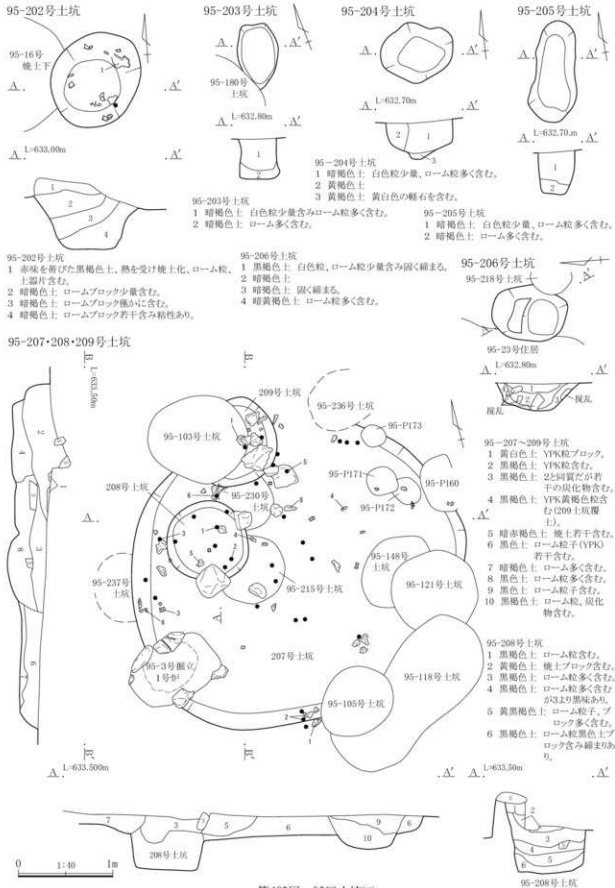 95-202号土坑
95-16号
焼土下
1
A. .A'
L=633.00m
A. .A'
1
2
3
4
95-202号土坑
1 赤味を帯びた黒褐色土、熱を受け焼土化、ローム粒、
土器片含む。
2 暗褐色土 ロームブロック少量含む。
3 暗褐色土 ロームブロック僅かに含む。
4 暗褐色土 ロームブロック若干含み粘性あり。
95-203号土坑
A. .A'
95-180号
土坑
L=632.80m
A. .A'
1
2
95-203号土坑
1 暗褐色土 白色粒少量含みローム粒多く含む。
2 暗褐色土 ローム多く含む。
95-204号土坑
A. .A'
L=632.70m
A. .A'
2
1
3
95-204号土坑
1 暗褐色土 白色粒少量、ローム粒多く含む。
2 黄褐色土
3 黄褐色土 黄白色の軽石を含む。
95-205号土坑
A. .A'
L=632.70.m
A. .A'
1
2
95-205号土坑
1 暗褐色土 白色粒少量、ローム粒多く含む。
2 暗褐色土 ローム多く含む。
95-206号土坑
1 黒褐色土 白色粒、ローム粒少量含み固く締まる。
2 暗褐色土
3 暗褐色土 固く締まる。
4 暗黄褐色土 ローム粒多く含む。
95-206号土坑
95-218号土坑
95-23号住居
L=632.80m
撹乱
撹乱
95-207・208・209号土坑
B.
L=633.50m
B.
209号土坑
95-103号土坑
95-236号土坑
95-P173
95-P171
95-P172
95-P160
208号土坑
95-230号
土坑
95-148号
土坑
95-121号土坑
95-237号
土坑
95-215号土坑
207号土坑
95-3号掘立
1号炉
95-105号土坑
95-118号土坑
.B'
.B'
95-207~209号土坑
1 黄白色土 YPK粒ブロック。
2 黒褐色土 YPK粒含む。
3 黒褐色土 2と同質だが若
干の炭化物含む。
4 黒褐色土 YPK黄褐色粒含
む(209土坑覆
土)。
5 暗赤褐色土 焼土若干含む。
6 黒色土 ローム粒子(YPK)
若干含む。
7 暗褐色土 ローム多く含む。
8 黒色土 ローム粒多く含む。
9 黒色土 ローム粒子含む。
10 黒褐色土 ローム粒、炭化
物含む。
95-208号土坑
1 黒褐色土 ローム粒含む。
2 黄褐色土 焼土ブロック含む。
3 黒褐色土 ローム粒多く含む。
4 黒褐色土 ローム粒多く含む
が3より黒味あり。
5 黄黒褐色土 ローム粒子、ブ
ロック多く含む。
6 黒褐色土 ローム粒黒色土ブ
ロック含み締まりあ
り。
A. L=633.500m .A'
7
3
5
6
9
6
10
208号土坑
A. L=633.50m .A'
95-208号土坑
0 1:40 1m